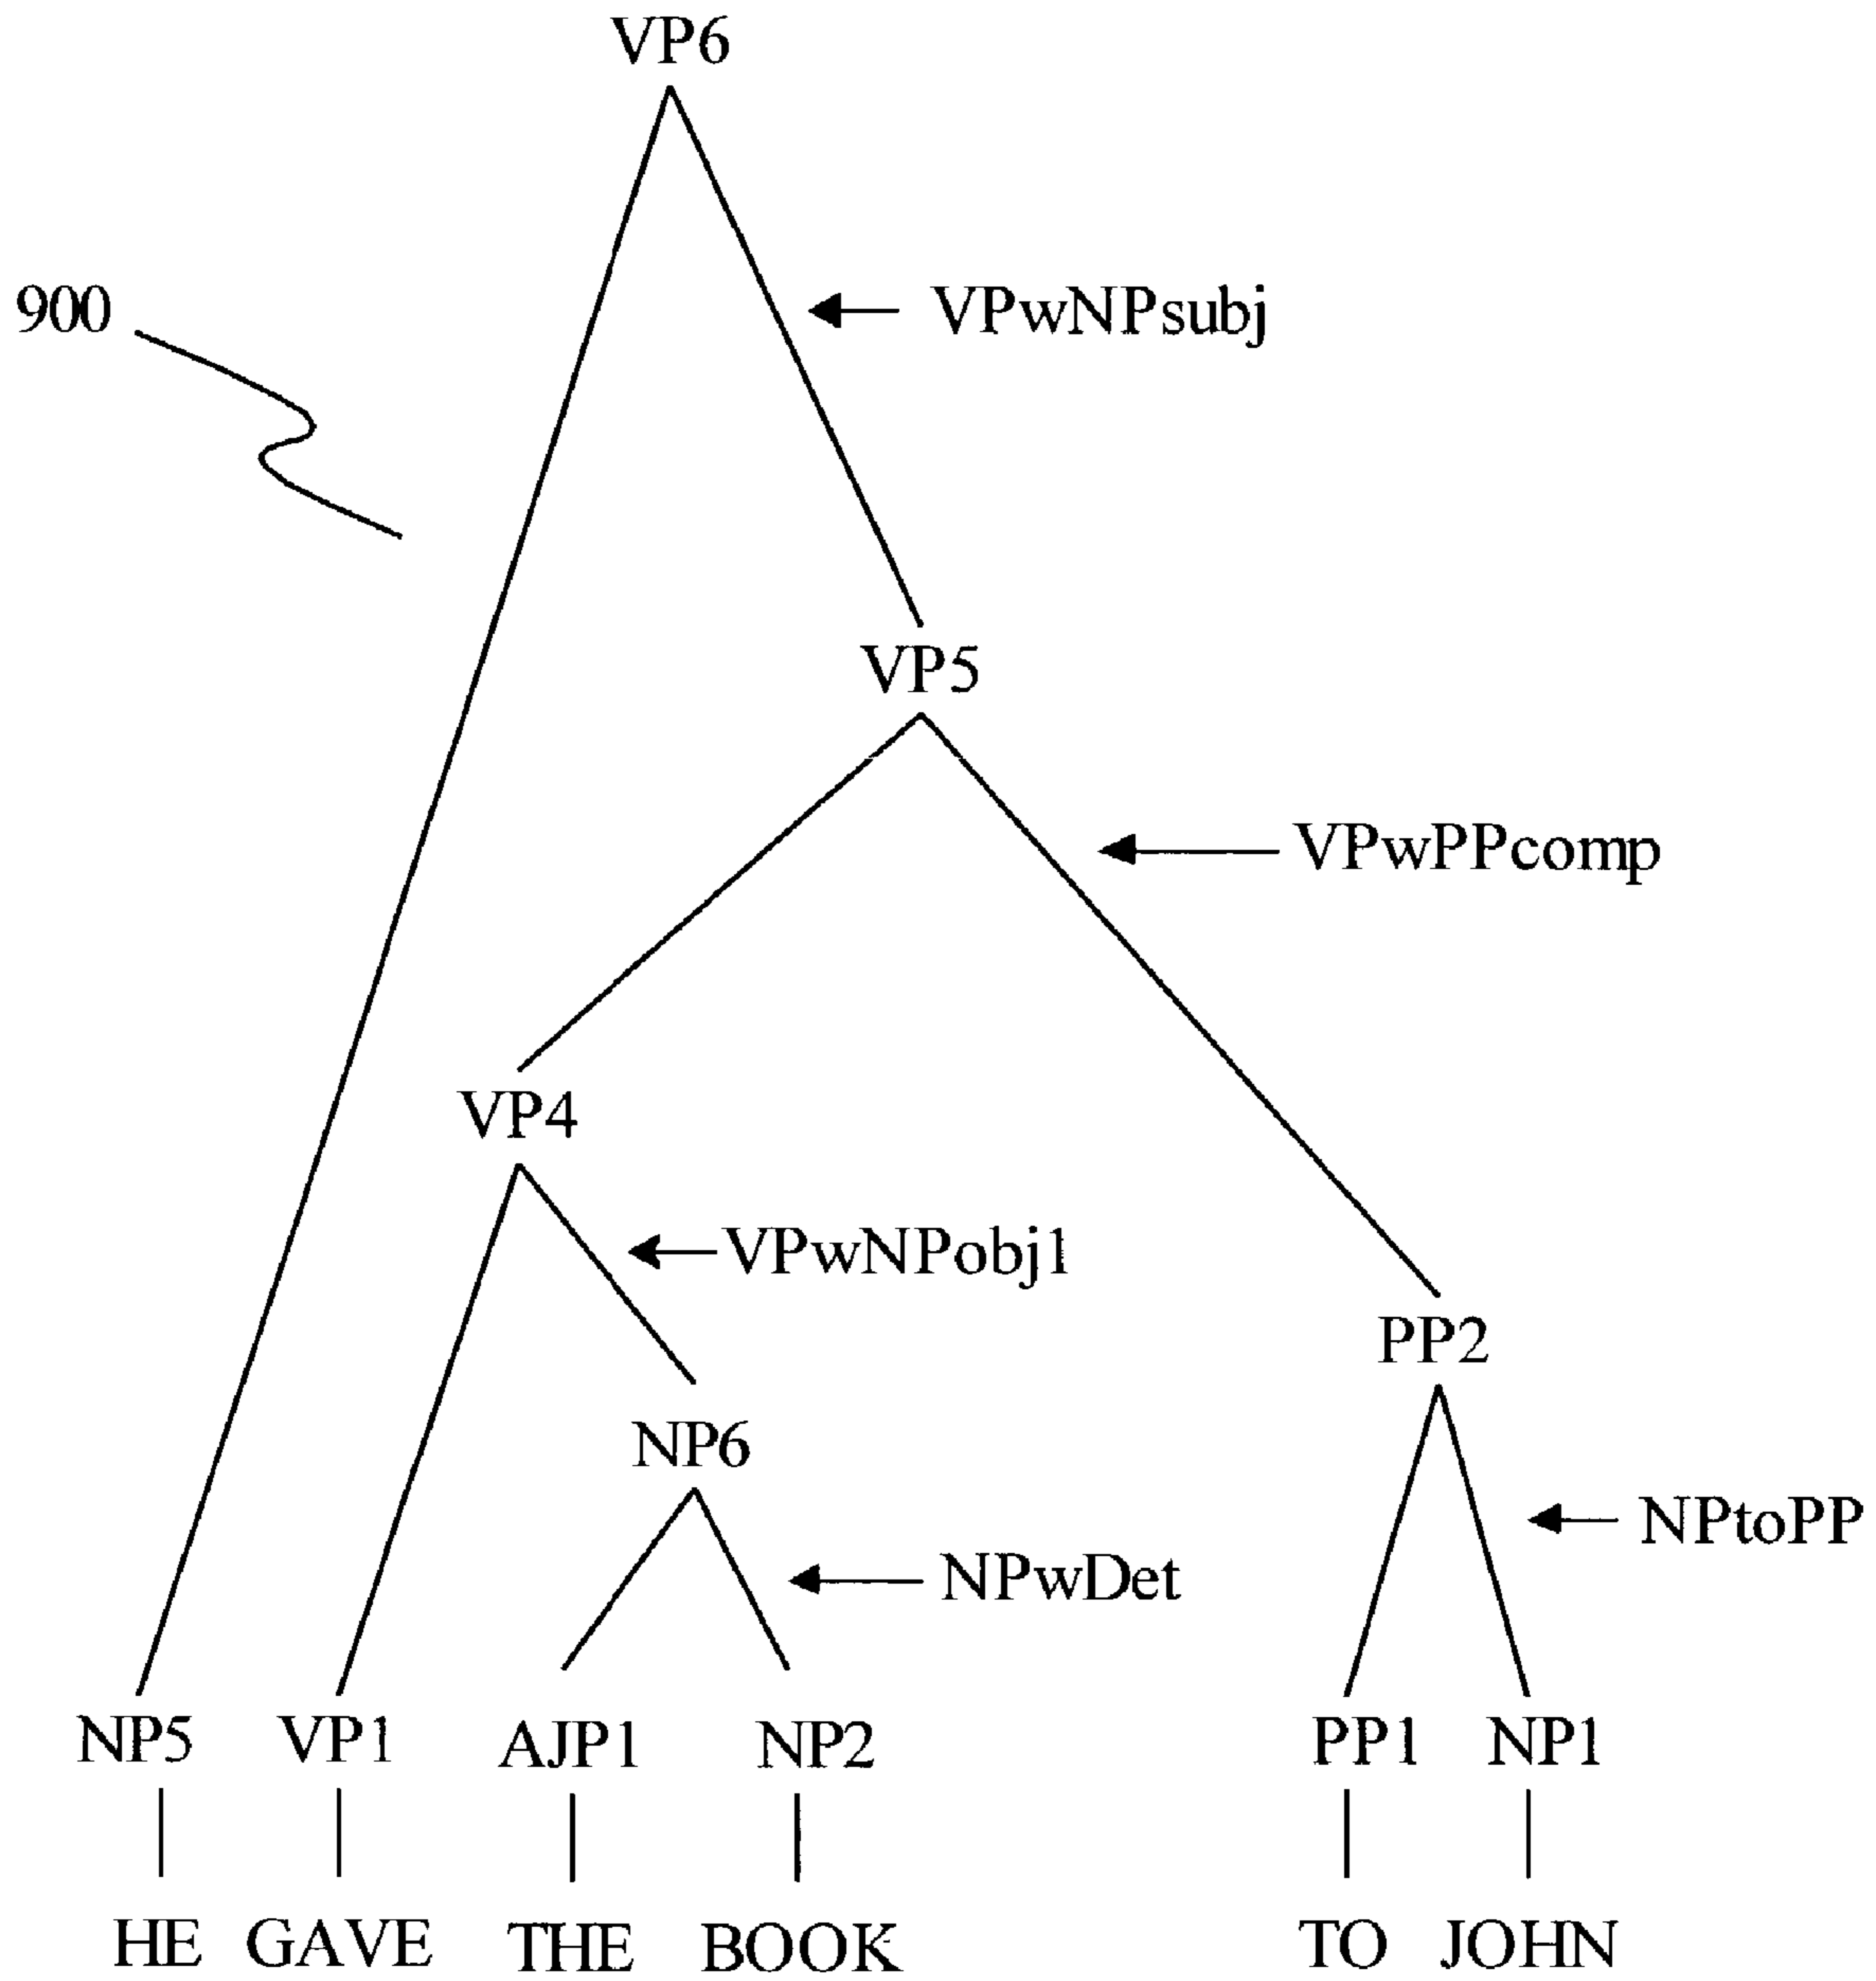 VP6
900
VPwNPsubj
VP5
VPwPPcomp
VP4
VPwNPobj1
PP2
NP6
NPtoPP
NPwDet
NP5 VP1 AJP1 NP2 PP1 NP1
HE GAVE THE BOOK TO JOHN